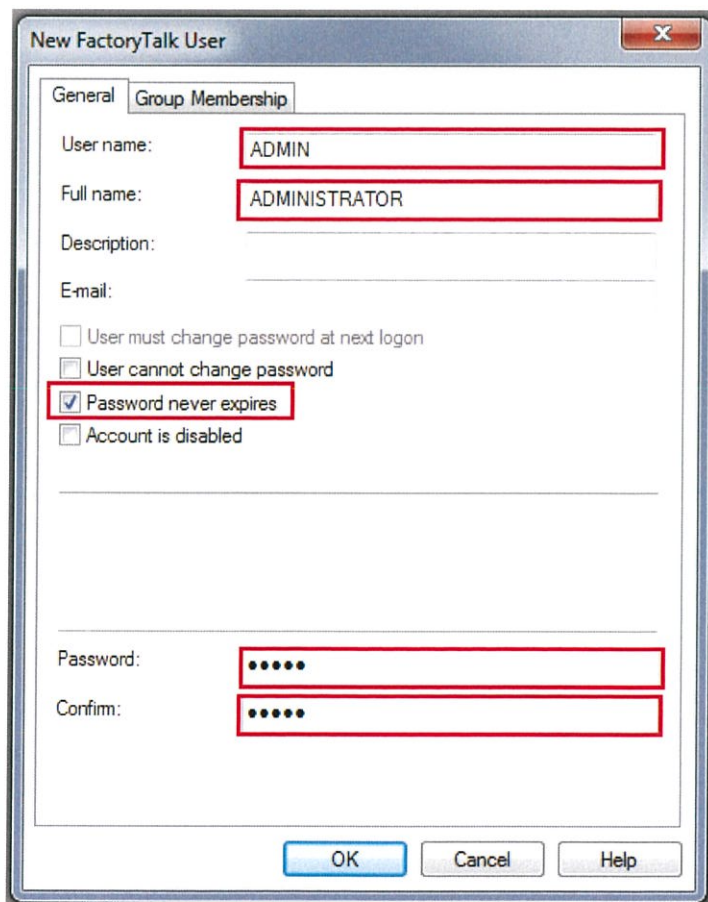 New FactoryTalk User
General
Group Membership
User name:
ADMIN
Full name:
ADMINISTRATOR
Description:
E-mail:
User must change password at next logon
User cannot change password
Password never expires
Account is disabled
Password:
•••••
Confirm:
•••••
OK
Cancel
Help